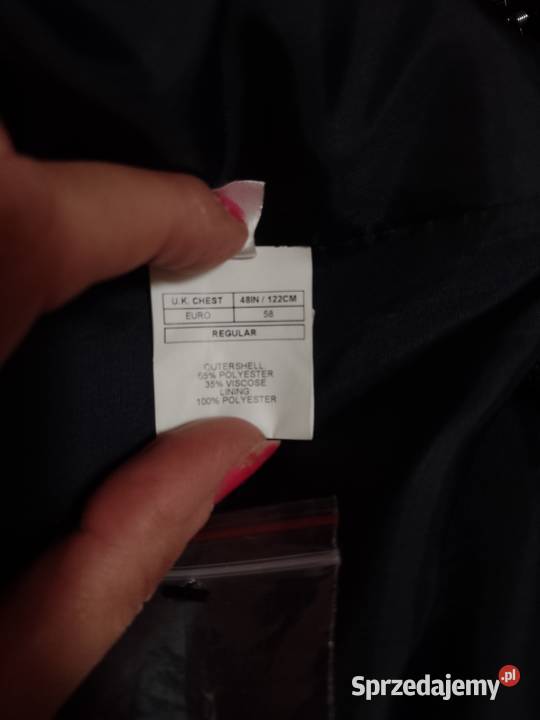 U.K. CHEST 48IN / 122CM
EURO 58
REGULAR
OUTERSHELL
65% POLYESTER
35% VISCOSE
LINING
100% POLYESTER
Sprzedajemy.pl